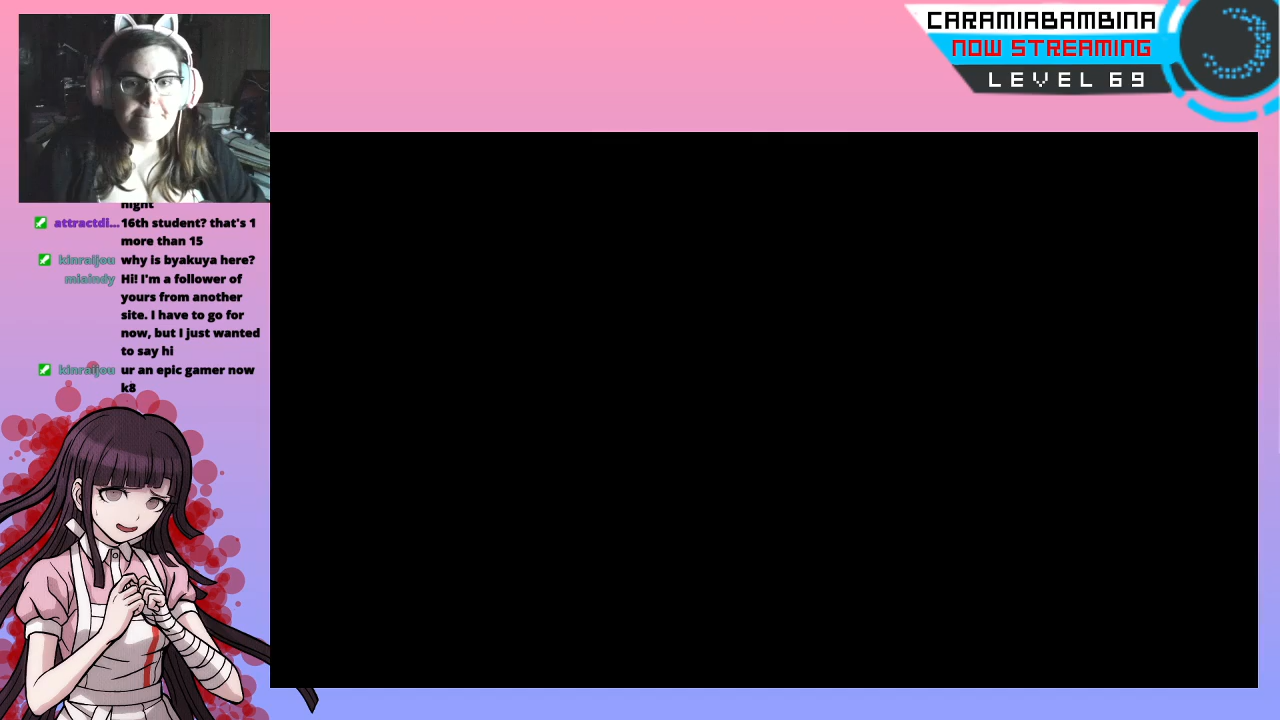 CARAMIABAMBINA
NOW STREAMING
LEVEL 69
night
attractdi... 16th student? that's 1
more than 15
kinraijou why is byakuya here?
miaindy Hi! I'm a follower of
yours from another
site. I have to go for
now, but I just wanted
to say hi
kinraijou ur an epic gamer now
k8